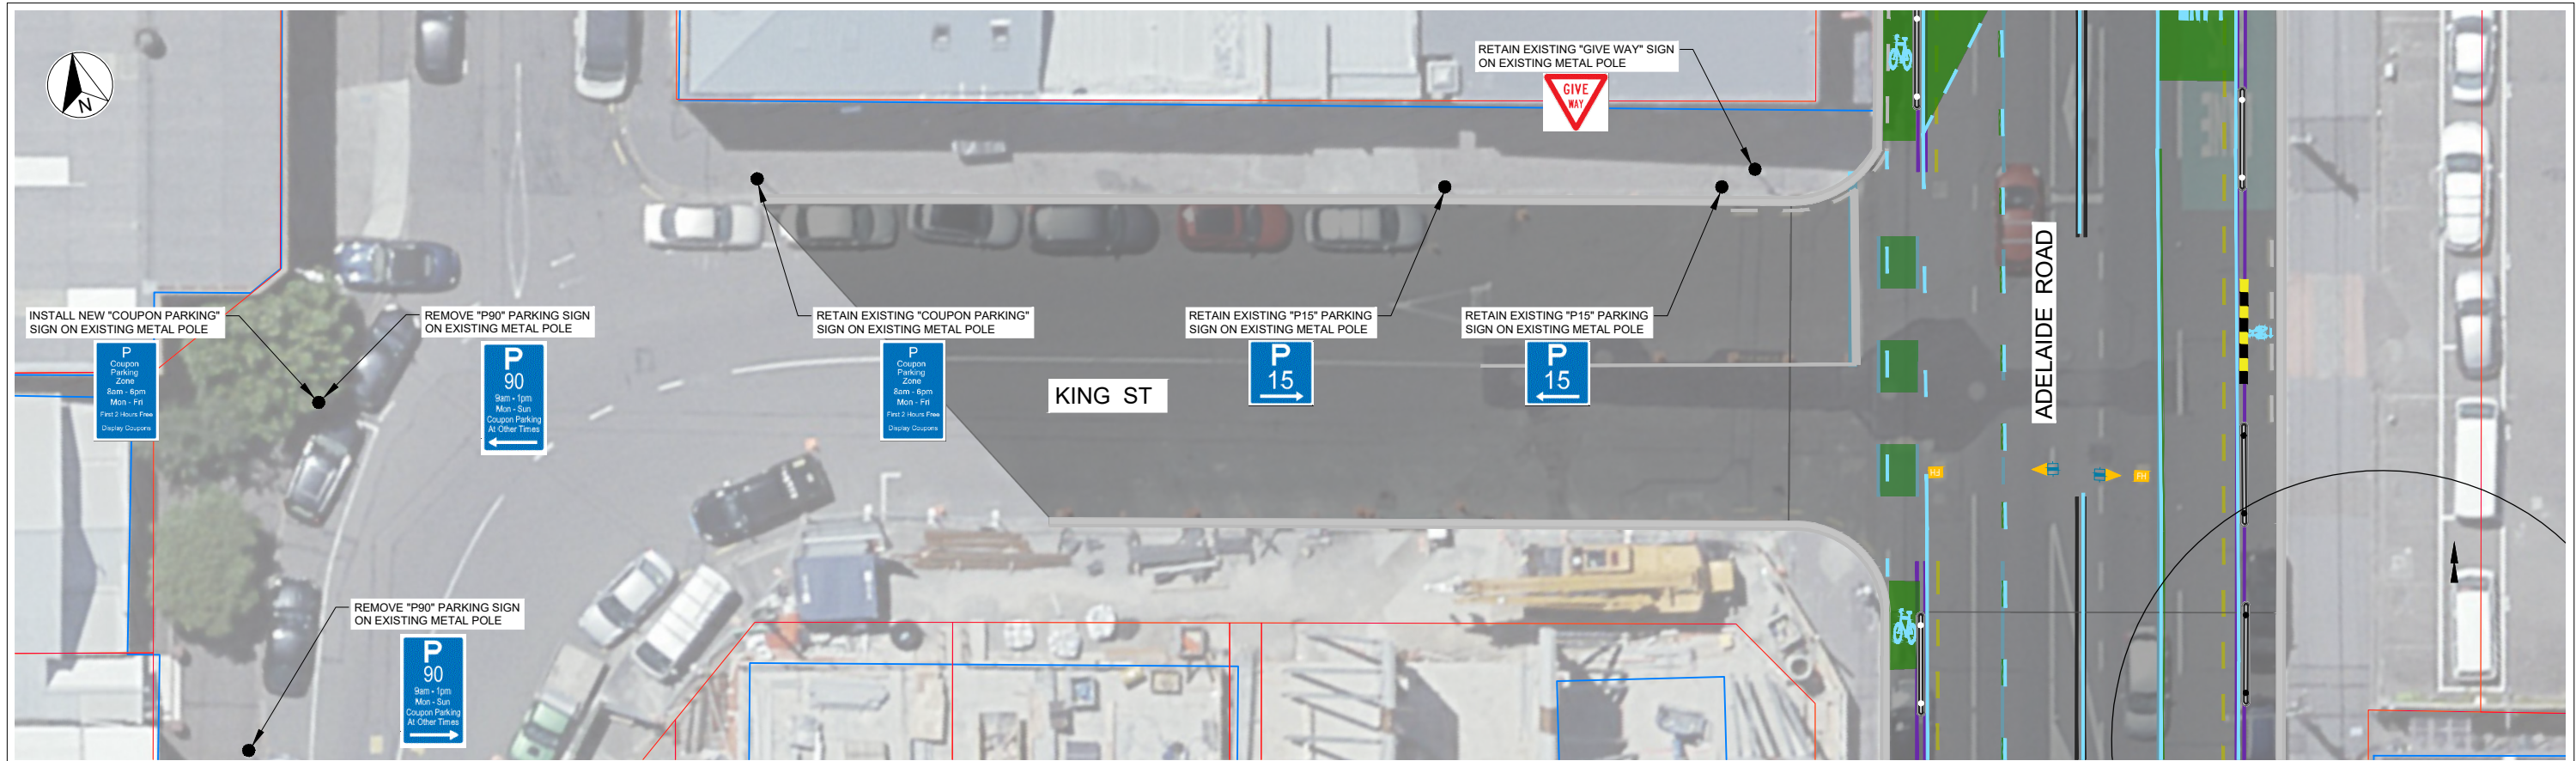 N
RETAIN EXISTING "GIVE WAY" SIGN
ON EXISTING METAL POLE
GIVE
WAY
INSTALL NEW "COUPON PARKING"
SIGN ON EXISTING METAL POLE
P
Coupon
Parking
Zone
8am - 6pm
Mon - Fri
First 2 Hours Free
Display Coupons
REMOVE "P90" PARKING SIGN
ON EXISTING METAL POLE
P
90
9am - 1pm
Mon - Sun
Coupon Parking
At Other Times
RETAIN EXISTING "COUPON PARKING"
SIGN ON EXISTING METAL POLE
P
Coupon
Parking
Zone
8am - 6pm
Mon - Fri
First 2 Hours Free
Display Coupons
KING ST
RETAIN EXISTING "P15" PARKING
SIGN ON EXISTING METAL POLE
P
15
RETAIN EXISTING "P15" PARKING
SIGN ON EXISTING METAL POLE
P
15
ADELAIDE ROAD
FH
REMOVE "P90" PARKING SIGN
ON EXISTING METAL POLE
P
90
9am - 1pm
Mon - Sun
Coupon Parking
At Other Times